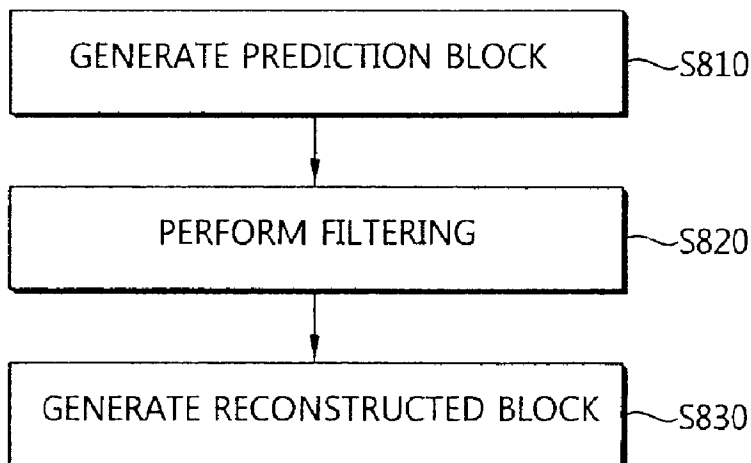 GENERATE PREDICTION BLOCK S810
PERFORM FILTERING S820
GENERATE RECONSTRUCTED BLOCK S830